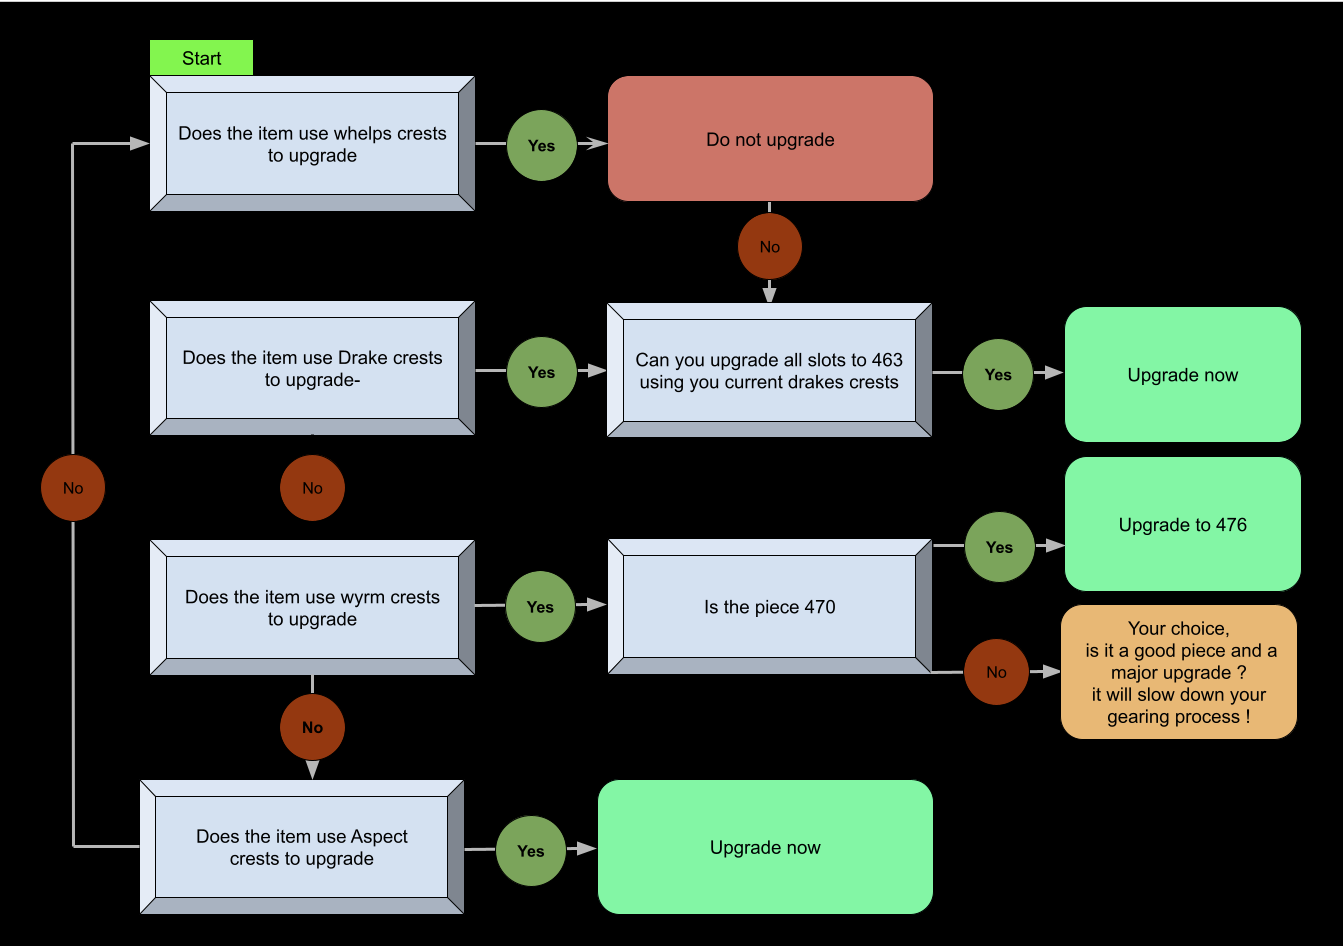 Start
Does the item use whelps crests
to upgrade
Yes
Do not upgrade
No
Does the item use Drake crests
to upgrade-
Yes
Can you upgrade all slots to 463
using you current drakes crests
Yes
Upgrade now
No
No
Does the item use wyrm crests
to upgrade
Yes
Is the piece 470
Yes
Upgrade to 476
No
Your choice,
is it a good piece and a
major upgrade ?
it will slow down your
gearing process !
No
Does the item use Aspect
crests to upgrade
Yes
Upgrade now